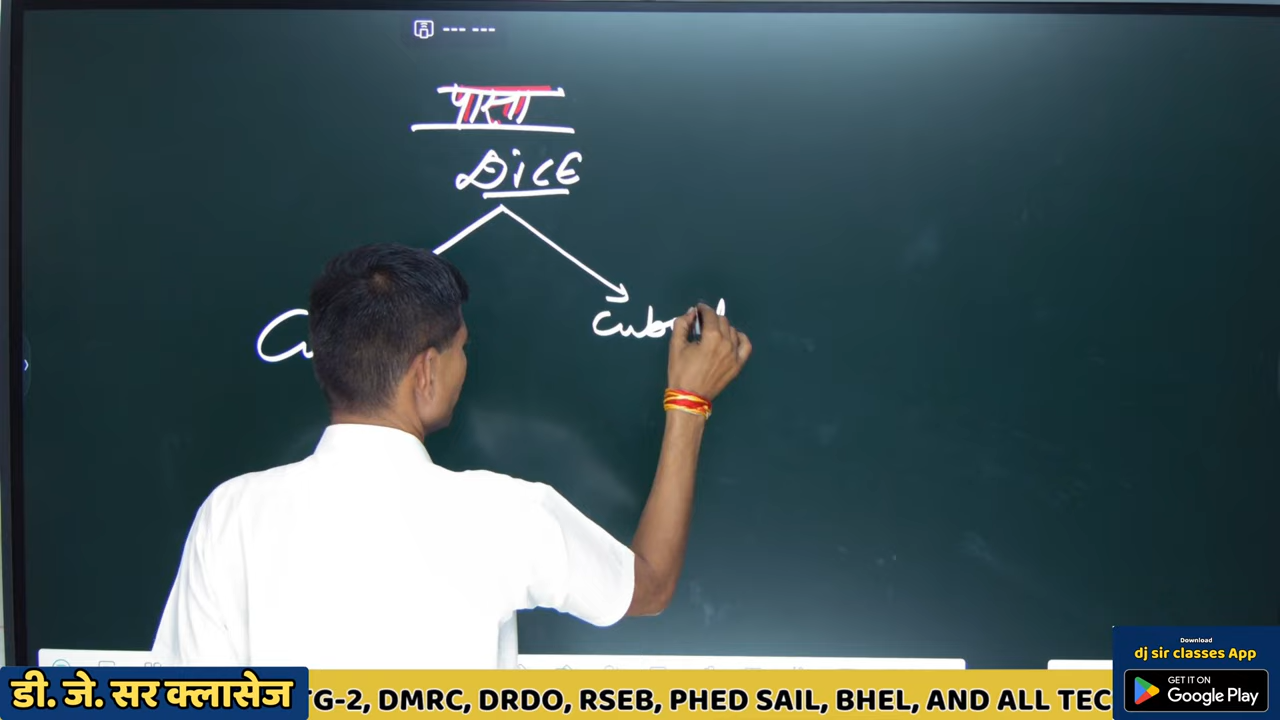 पासा
DICE
डी. जे. सर क्लासेज
TG-2, DMRC, DRDO, RSEB, PHED SAIL, BHEL, AND ALL TEC
Download
dj sir classes App
GET IT ON
Google Play